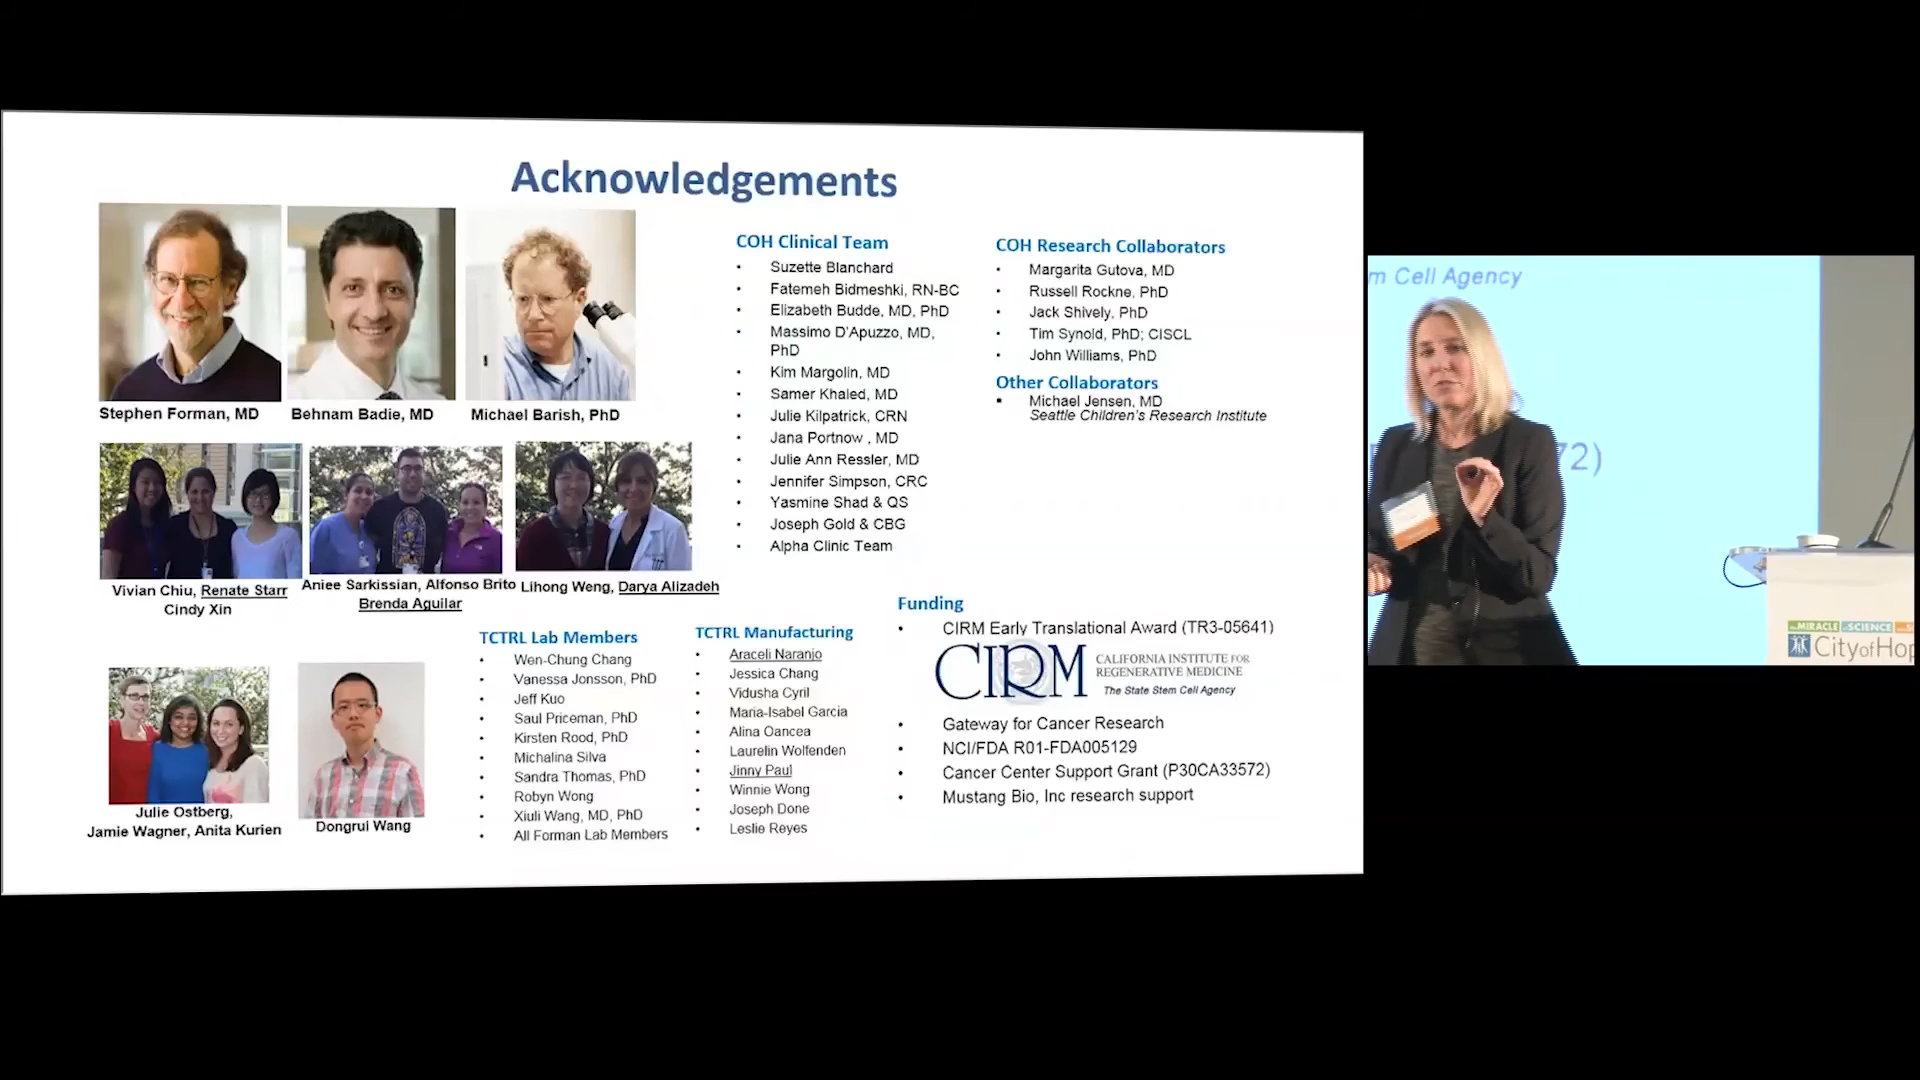 Acknowledgements
Stephen Forman, MD
Behnam Badie, MD
Michael Barish, PhD
Vivian Chiu, Renate Starr
Cindy Xin
Aniee Sarkissian, Alfonso Brito
Brenda Aguilar
Lihong Weng, Darya Alizadeh
Julie Ostberg,
Jamie Wagner, Anita Kurien
Dongrui Wang
COH Clinical Team
• Suzette Blanchard
• Fatemeh Bidmeshki, RN-BC
• Elizabeth Budde, MD, PhD
• Massimo D'Apuzzo, MD,
PhD
• Kim Margolin, MD
• Samer Khaled, MD
• Julie Kilpatrick, CRN
• Jana Portnow , MD
• Julie Ann Ressler, MD
• Jennifer Simpson, CRC
• Yasmine Shad & QS
• Joseph Gold & CBG
• Alpha Clinic Team
COH Research Collaborators
• Margarita Gutova, MD
• Russell Rockne, PhD
• Jack Shively, PhD
• Tim Synold, PhD; CISCL
• John Williams, PhD
Other Collaborators
▪ Michael Jensen, MD
Seattle Children's Research Institute
TCTRL Lab Members
• Wen-Chung Chang
• Vanessa Jonsson, PhD
• Jeff Kuo
• Saul Priceman, PhD
• Kirsten Rood, PhD
• Michalina Silva
• Sandra Thomas, PhD
• Robyn Wong
• Xiuli Wang, MD, PhD
• All Forman Lab Members
TCTRL Manufacturing
• Araceli Naranjo
• Jessica Chang
• Vidusha Cyril
• Maria-Isabel Garcia
• Alina Oancea
• Laurelin Wolfenden
• Jinny Paul
• Winnie Wong
• Joseph Done
• Leslie Reyes
Funding
• CIRM Early Translational Award (TR3-05641)
CIRM
CALIFORNIA INSTITUTE FOR
REGENERATIVE MEDICINE
The State Stem Cell Agency
• Gateway for Cancer Research
• NCI/FDA R01-FDA005129
• Cancer Center Support Grant (P30CA33572)
• Mustang Bio, Inc research support
m Cell Agency
72)
MIRACLE of SCIENCE
City of Hop